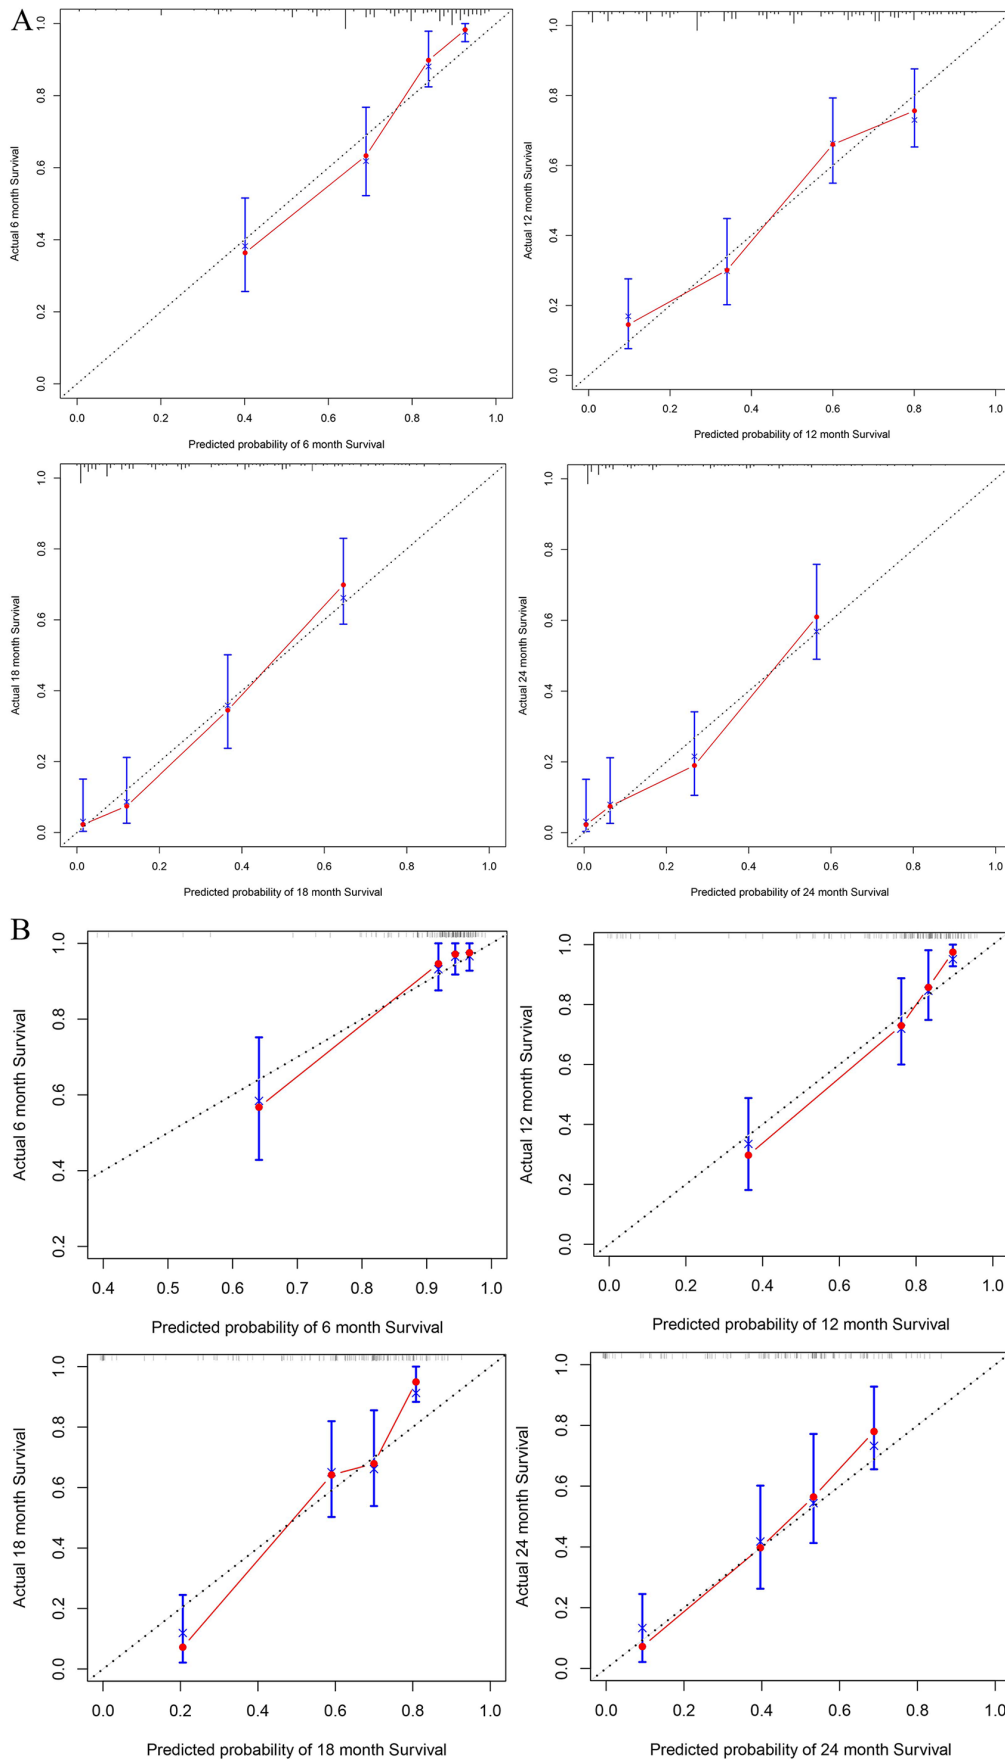 A
Actual 6 month Survival
1.0
0.8
0.6
0.4
0.2
0.0
0.0 0.2 0.4 0.6 0.8 1.0
Predicted probability of 6 month Survival
Actual 12 month Survival
1.0
0.8
0.6
0.4
0.2
0.0
0.0 0.2 0.4 0.6 0.8 1.0
Predicted probability of 12 month Survival
Actual 18 month Survival
1.0
0.8
0.6
0.4
0.2
0.0
0.0 0.2 0.4 0.6 0.8 1.0
Predicted probability of 18 month Survival
Actual 24 month Survival
1.0
0.8
0.6
0.4
0.2
0.0
0.0 0.2 0.4 0.6 0.8 1.0
Predicted probability of 24 month Survival
B
Actual 6 month Survival
1.0
0.8
0.6
0.4
0.2
0.4 0.5 0.6 0.7 0.8 0.9 1.0
Predicted probability of 6 month Survival
Actual 12 month Survival
1.0
0.8
0.6
0.4
0.2
0.0
0.0 0.2 0.4 0.6 0.8 1.0
Predicted probability of 12 month Survival
Actual 18 month Survival
1.0
0.8
0.6
0.4
0.2
0.0
0.0 0.2 0.4 0.6 0.8 1.0
Predicted probability of 18 month Survival
Actual 24 month Survival
1.0
0.8
0.6
0.4
0.2
0.0
0.0 0.2 0.4 0.6 0.8 1.0
Predicted probability of 24 month Survival